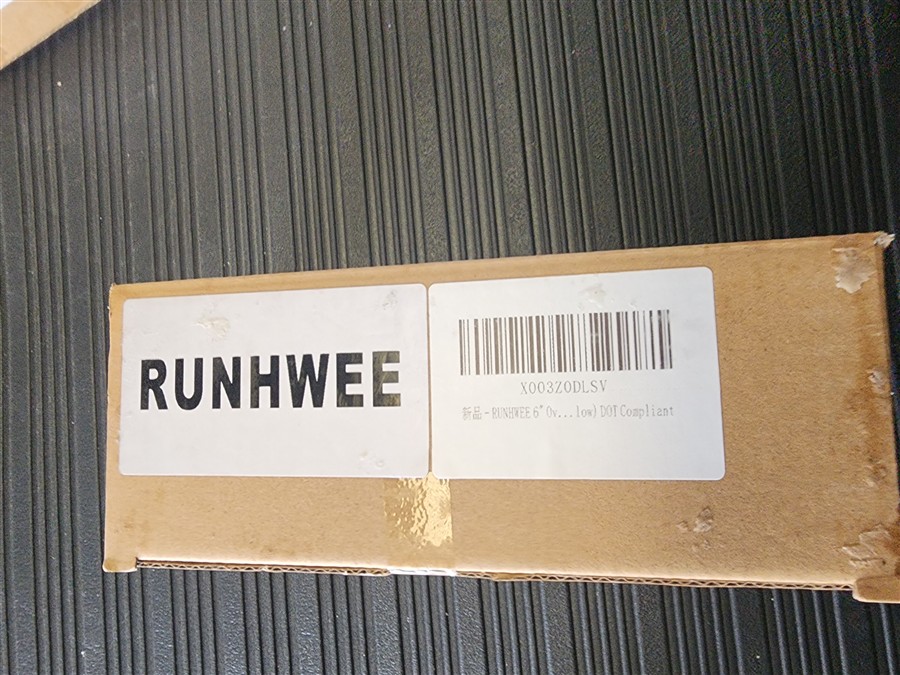 RUNHWEE
X003Z0DLSV
新品 - RUNHWEE 6" Ov...low) DOT Compliant